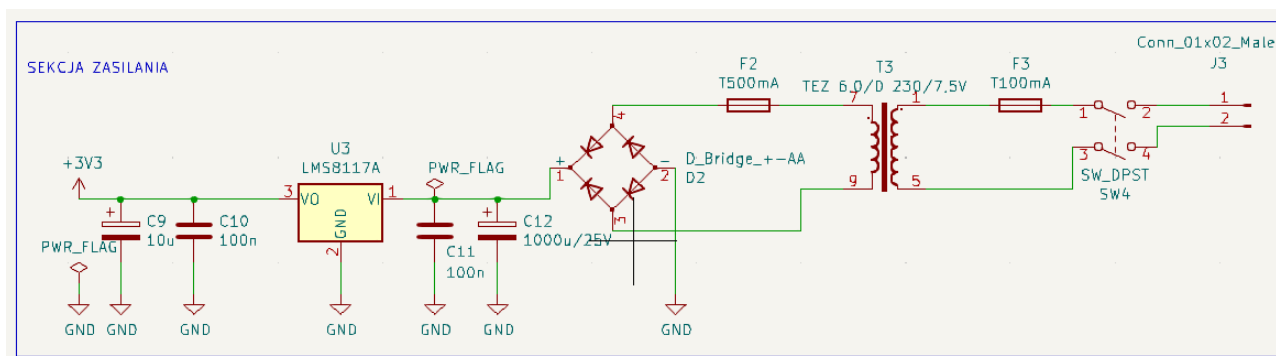 Conn_01x02_Male
J3
SEKCJA ZASILANIA
F2
T500mA
T3
TEZ 6.0/D 230/7.5V
F3
T100mA
7
1
1
2
1
2
4
+3V3
U3
LMS8117A
PWR_FLAG
+
1
-
2
D_Bridge_+-AA
D2
3
4
SW_DPST
SW4
3
VO
VI
1
GND
2
9
5
3
+
C9
10u
C10
100n
+
C12
1000u/25V
C11
100n
PWR_FLAG
GND
GND
GND
GND
GND
GND
GND